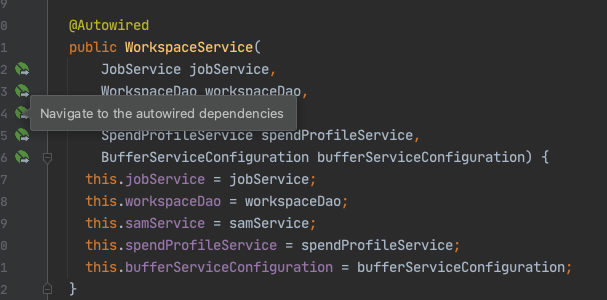 9
0 @Autowired
1 public WorkspaceService(
2 JobService jobService,
3 WorkspaceDao workspaceDao,
4 Navigate to the autowired dependencies
5 SpendProfileService spendProfileService,
6 BufferServiceConfiguration bufferServiceConfiguration) {
7 this.jobService = jobService;
8 this.workspaceDao = workspaceDao;
9 this.samService = samService;
0 this.spendProfileService = spendProfileService;
1 this.bufferServiceConfiguration = bufferServiceConfiguration;
2 }